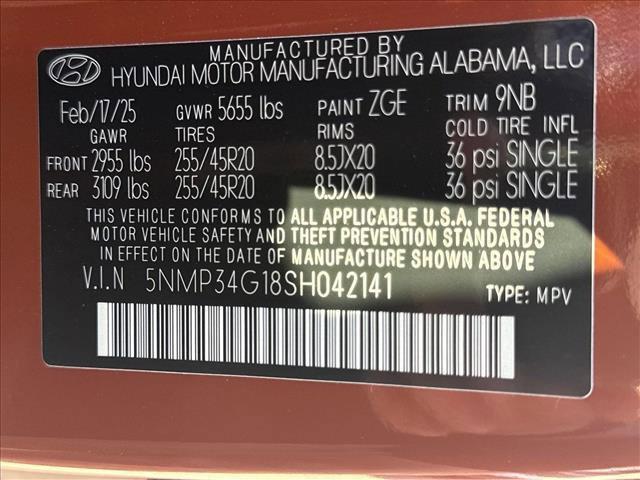 MANUFACTURED BY
HYUNDAI MOTOR MANUFACTURING ALABAMA, LLC
Feb/17/25 GVWR 5655 lbs PAINT ZGE TRIM 9NB
GAWR TIRES RIMS COLD TIRE INFL
FRONT 2955 lbs 255/45R20 8.5JX20 36 psi SINGLE
REAR 3109 lbs 255/45R20 8.5JX20 36 psi SINGLE
THIS VEHICLE CONFORMS TO ALL APPLICABLE U.S.A. FEDERAL
MOTOR VEHICLE SAFETY AND THEFT PREVENTION STANDARDS
IN EFFECT ON THE DATE OF MANUFACTURE SHOWN ABOVE.
V.I.N 5NMP34G18SH042141 TYPE: MPV